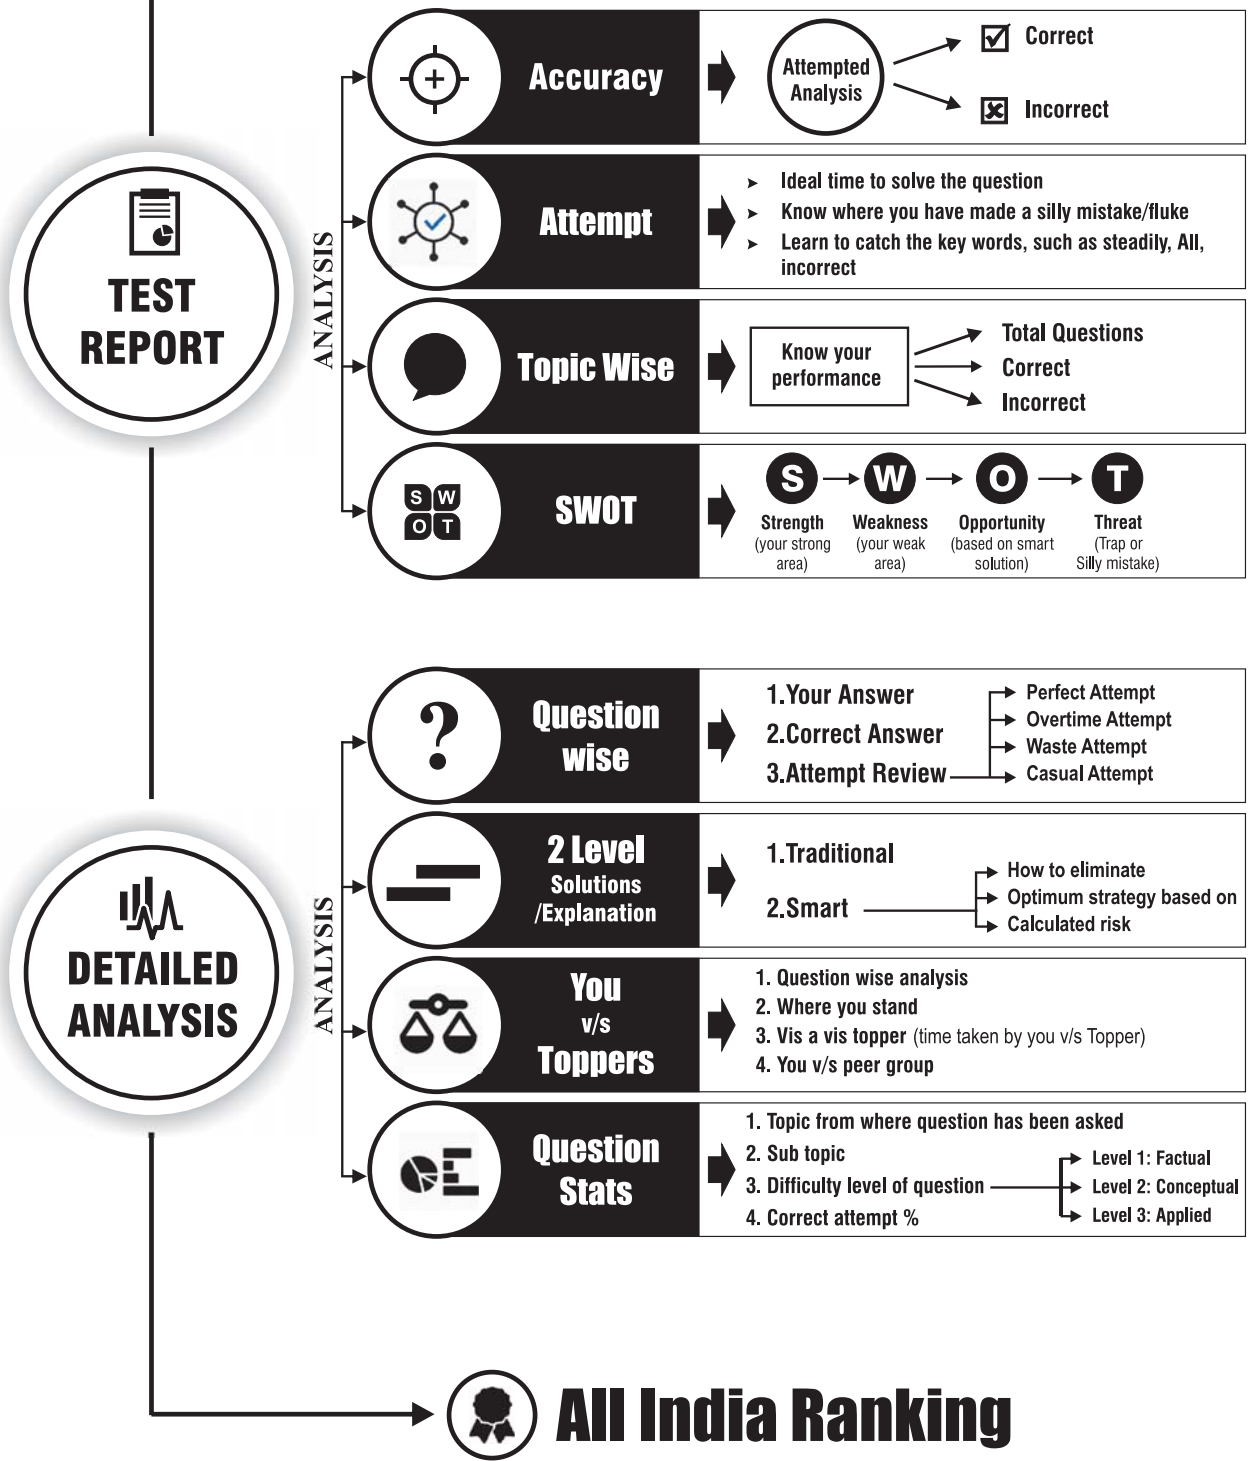 TEST
REPORT
ANALYSIS
Accuracy
Attempted
Analysis
Correct
Incorrect
Attempt
➤ Ideal time to solve the question
➤ Know where you have made a silly mistake/fluke
➤ Learn to catch the key words, such as steadily, All,
incorrect
Topic Wise
Know your
performance
Total Questions
Correct
Incorrect
S W
O T
SWOT
S W O T
Strength Weakness Opportunity Threat
(your strong (your weak (based on smart (Trap or
area) area) solution) Silly mistake)
DETAILED
ANALYSIS
ANALYSIS
?
Question
wise
1.Your Answer
2.Correct Answer
3.Attempt Review
Perfect Attempt
Overtime Attempt
Waste Attempt
Casual Attempt
2 Level
Solutions
/Explanation
1.Traditional
2.Smart
How to eliminate
Optimum strategy based on
Calculated risk
You
v/s
Toppers
1. Question wise analysis
2. Where you stand
3. Vis a vis topper (time taken by you v/s Topper)
4. You v/s peer group
Question
Stats
1. Topic from where question has been asked
2. Sub topic
3. Difficulty level of question
4. Correct attempt %
Level 1: Factual
Level 2: Conceptual
Level 3: Applied
All India Ranking